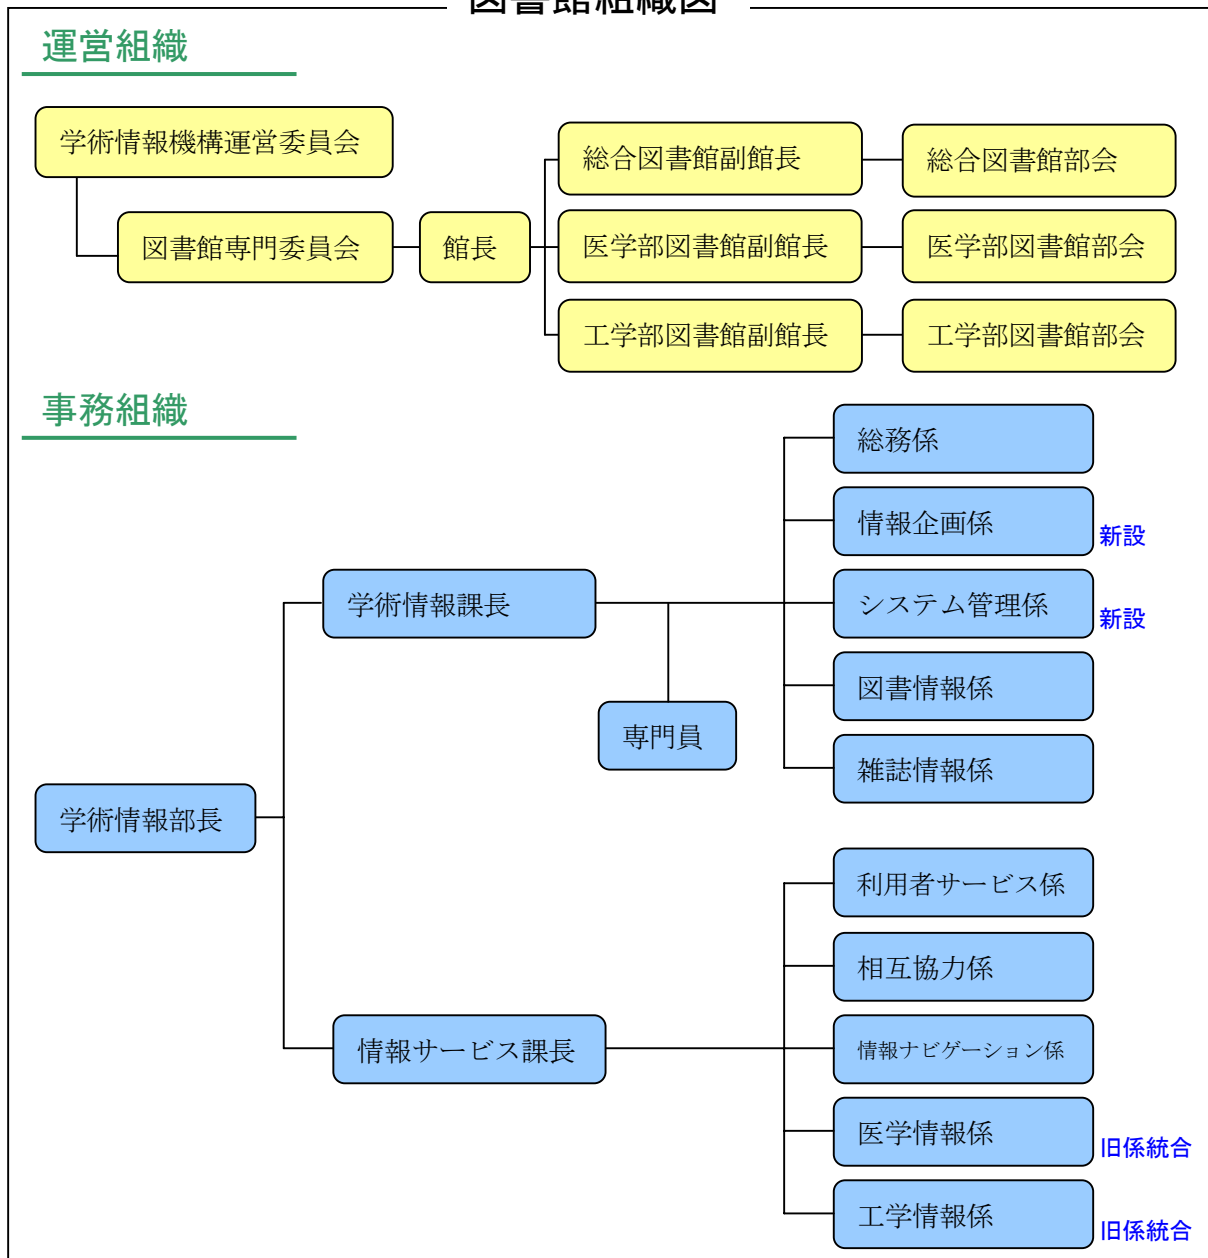 図書館組織図
運営組織
学術情報機構運営委員会
総合図書館副館長
総合図書館部会
図書館専門委員会
館長
医学部図書館副館長
医学部図書館部会
工学部図書館副館長
工学部図書館部会
事務組織
総務係
情報企画係
新設
学術情報課長
システム管理係
新設
図書情報係
専門員
雑誌情報係
学術情報部長
利用者サービス係
相互協力係
情報サービス課長
情報ナビゲーション係
医学情報係
旧係統合
工学情報係
旧係統合